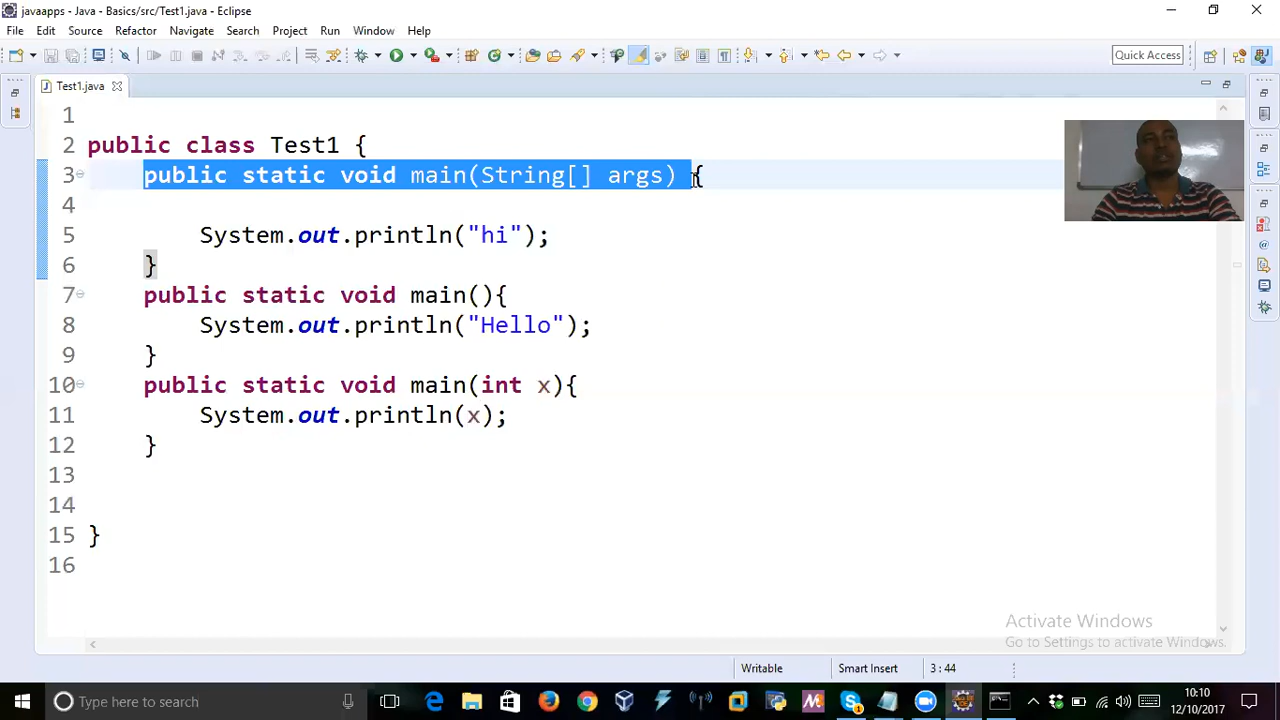 javaapps - Java - Basics/src/Test1.java - Eclipse
File Edit Source Refactor Navigate Search Project Run Window Help
Quick Access
Test1.java
1
2 public class Test1 {
3 public static void main(String[] args) {
4
5 System.out.println("hi");
6 }
7 public static void main(){
8 System.out.println("Hello");
9 }
10 public static void main(int x){
11 System.out.println(x);
12 }
13
14
15 }
16
Activate Windows
Go to Settings to activate Windows.
Writable Smart Insert 3 : 44
Type here to search
10:10
12/10/2017